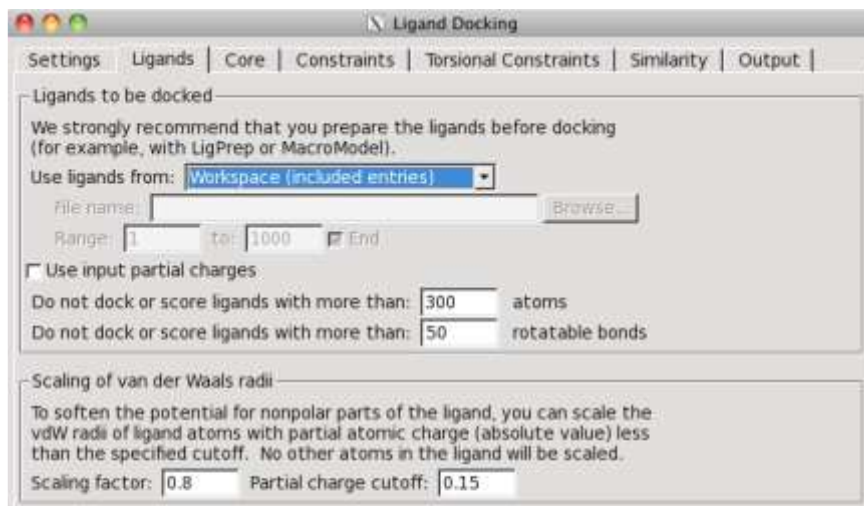 Ligand Docking
Settings Ligands Core Constraints Torsional Constraints Similarity Output
Ligands to be docked
We strongly recommend that you prepare the ligands before docking
(for example, with LigPrep or MacroModel).
Use ligands from: Workspace (included entries)
File name: Browse...
Range: 1 to: 1000 End
Use input partial charges
Do not dock or score ligands with more than: 300 atoms
Do not dock or score ligands with more than: 50 rotatable bonds
Scaling of van der Waals radii
To soften the potential for nonpolar parts of the ligand, you can scale the
vdW radii of ligand atoms with partial atomic charge (absolute value) less
than the specified cutoff. No other atoms in the ligand will be scaled.
Scaling factor: 0.8 Partial charge cutoff: 0.15